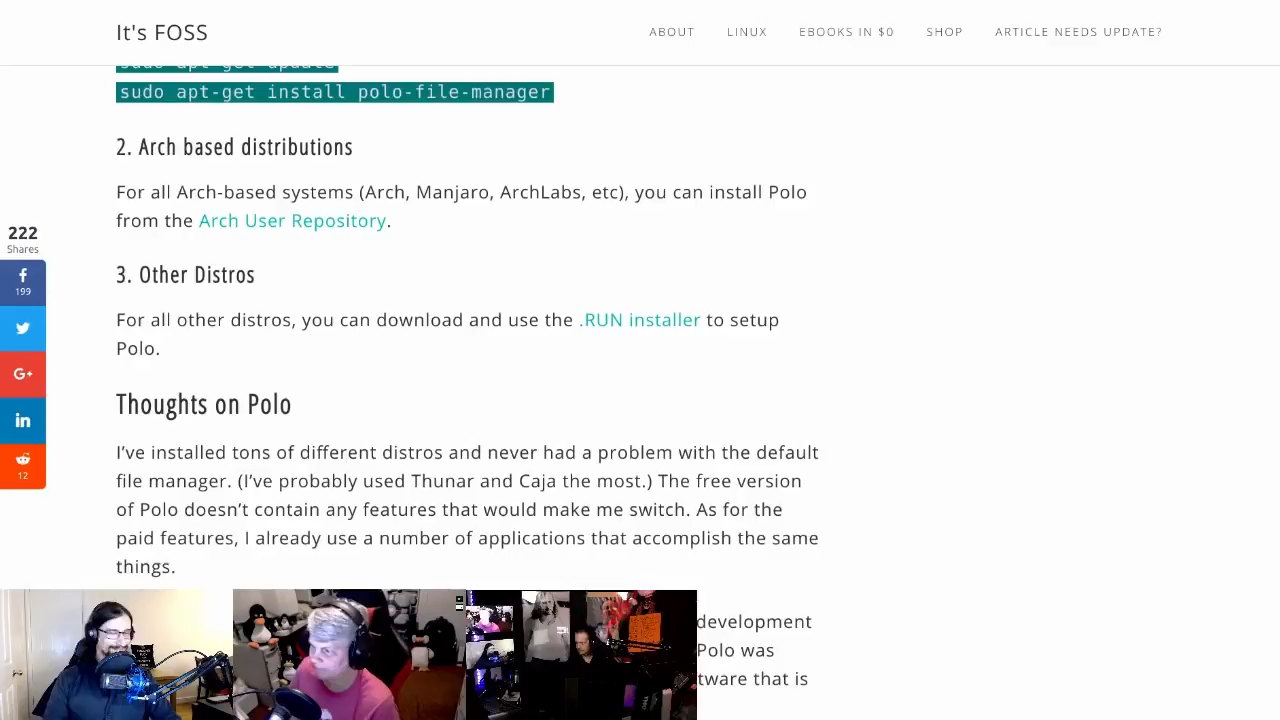 It's FOSS
ABOUT LINUX EBOOKS IN $0 SHOP ARTICLE NEEDS UPDATE?
sudo apt-get update
sudo apt-get install polo-file-manager
2. Arch based distributions
For all Arch-based systems (Arch, Manjaro, ArchLabs, etc), you can install Polo
from the Arch User Repository.
222
Shares
199
12
3. Other Distros
For all other distros, you can download and use the .RUN installer to setup
Polo.
Thoughts on Polo
I’ve installed tons of different distros and never had a problem with the default
file manager. (I’ve probably used Thunar and Caja the most.) The free version
of Polo doesn’t contain any features that would make me switch. As for the
paid features, I already use a number of applications that accomplish the same
things.
development
Polo was
tware that is